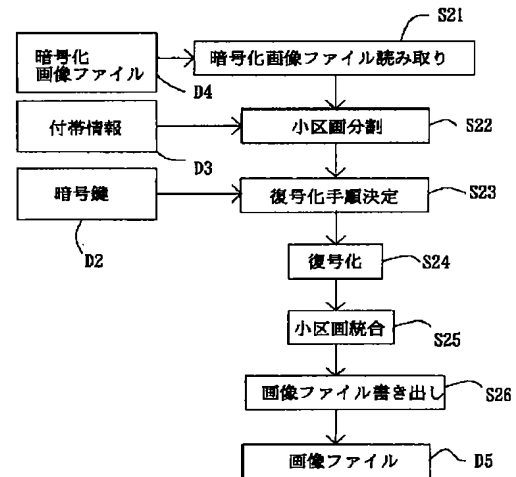 S21
暗号化
画像ファイル
D4
暗号化画像ファイル読み取り
付帯情報
D3
小区画分割
S22
暗号鍵
D2
復号化手順決定
S23
復号化
S24
小区画統合
S25
画像ファイル書き出し
S26
画像ファイル
D5